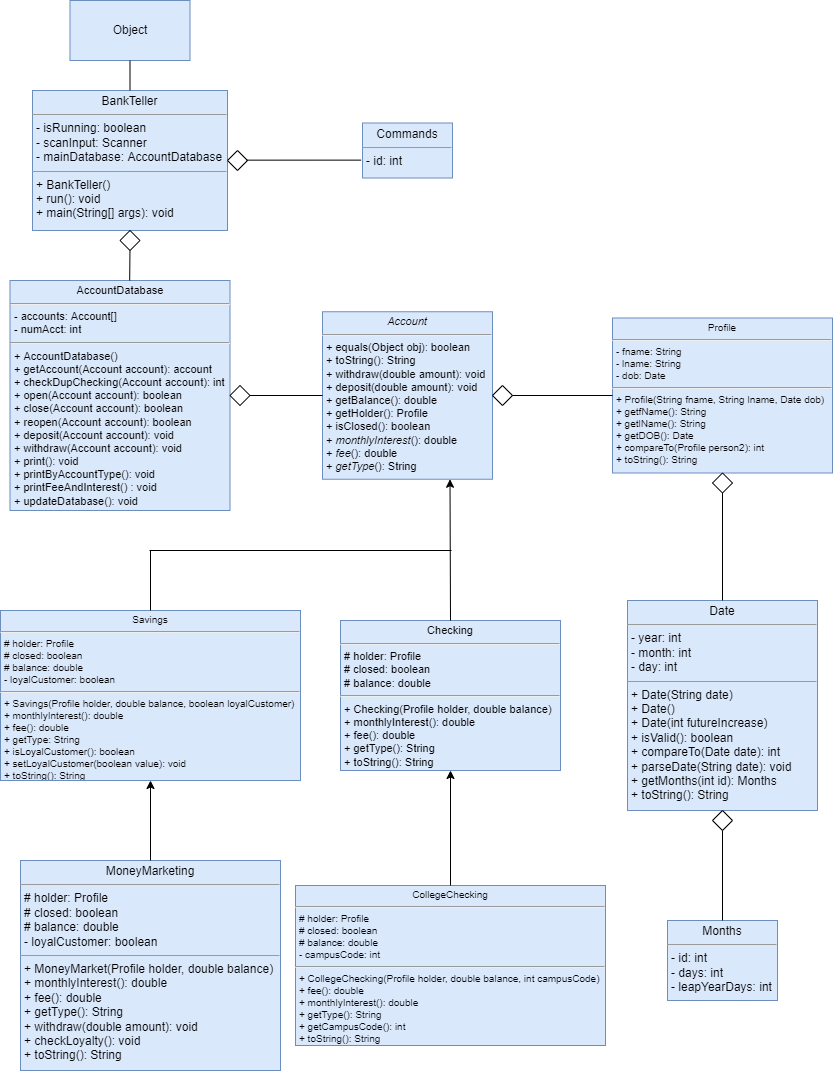 Object
BankTeller
- isRunning: boolean
- scanInput: Scanner
- mainDatabase: AccountDatabase
+ BankTeller()
+ run(): void
+ main(String[] args): void
Commands
- id: int
AccountDatabase
- accounts: Account[]
- numAcct: int
+ AccountDatabase()
+ getAccount(Account account): account
+ checkDupChecking(Account account): int
+ open(Account account): boolean
+ close(Account account): boolean
+ reopen(Account account): boolean
+ deposit(Account account): void
+ withdraw(Account account): void
+ print(): void
+ printByAccountType(): void
+ printFeeAndInterest() : void
+ updateDatabase(): void
Account
+ equals(Object obj): boolean
+ toString(): String
+ withdraw(double amount): void
+ deposit(double amount): void
+ getBalance(): double
+ getHolder(): Profile
+ isClosed(): boolean
+ monthlyInterest(): double
+ fee(): double
+ getType(): String
Profile
- fname: String
- lname: String
- dob: Date
+ Profile(String fname, String lname, Date dob)
+ getfName(): String
+ getlName(): String
+ getDOB(): Date
+ compareTo(Profile person2): int
+ toString(): String
Savings
# holder: Profile
# closed: boolean
# balance: double
- loyalCustomer: boolean
+ Savings(Profile holder, double balance, boolean loyalCustomer)
+ monthlyInterest(): double
+ fee(): double
+ getType: String
+ isLoyalCustomer(): boolean
+ setLoyalCustomer(boolean value): void
+ toString(): String
Checking
# holder: Profile
# closed: boolean
# balance: double
+ Checking(Profile holder, double balance)
+ monthlyInterest(): double
+ fee(): double
+ getType(): String
+ toString(): String
Date
- year: int
- month: int
- day: int
+ Date(String date)
+ Date()
+ Date(int futureIncrease)
+ isValid(): boolean
+ compareTo(Date date): int
+ parseDate(String date): void
+ getMonths(int id): Months
+ toString(): String
MoneyMarketing
# holder: Profile
# closed: boolean
# balance: double
- loyalCustomer: boolean
+ MoneyMarket(Profile holder, double balance)
+ monthlyInterest(): double
+ fee(): double
+ getType(): String
+ withdraw(double amount): void
+ checkLoyalty(): void
+ toString(): String
CollegeChecking
# holder: Profile
# closed: boolean
# balance: double
- campusCode: int
+ CollegeChecking(Profile holder, double balance, int campusCode)
+ fee(): double
+ monthlyInterest(): double
+ getType(): String
+ getCampusCode(): int
+ toString(): String
Months
- id: int
- days: int
- leapYearDays: int